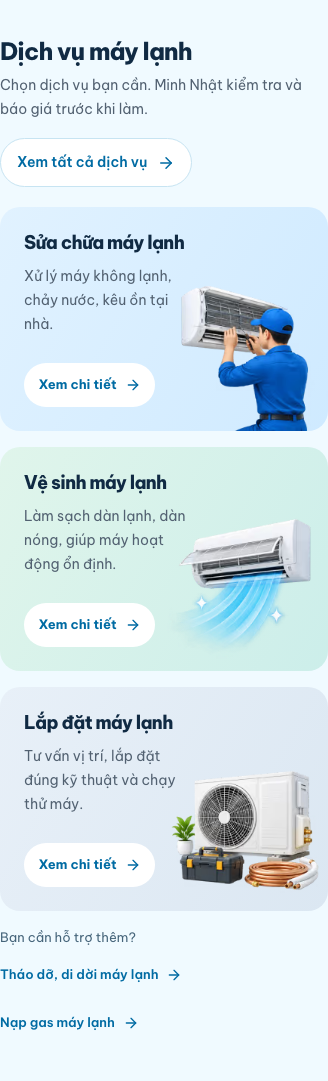 Dịch vụ máy lạnh
Chọn dịch vụ bạn cần. Minh Nhật kiểm tra và
báo giá trước khi làm.
Xem tất cả dịch vụ
Sửa chữa máy lạnh
Xử lý máy không lạnh,
chảy nước, kêu ồn tại
nhà.
Xem chi tiết
Vệ sinh máy lạnh
Làm sạch dàn lạnh, dàn
nóng, giúp máy hoạt
động ổn định.
Xem chi tiết
Lắp đặt máy lạnh
Tư vấn vị trí, lắp đặt
đúng kỹ thuật và chạy
thử máy.
Xem chi tiết
Bạn cần hỗ trợ thêm?
Tháo dỡ, di dời máy lạnh
Nạp gas máy lạnh